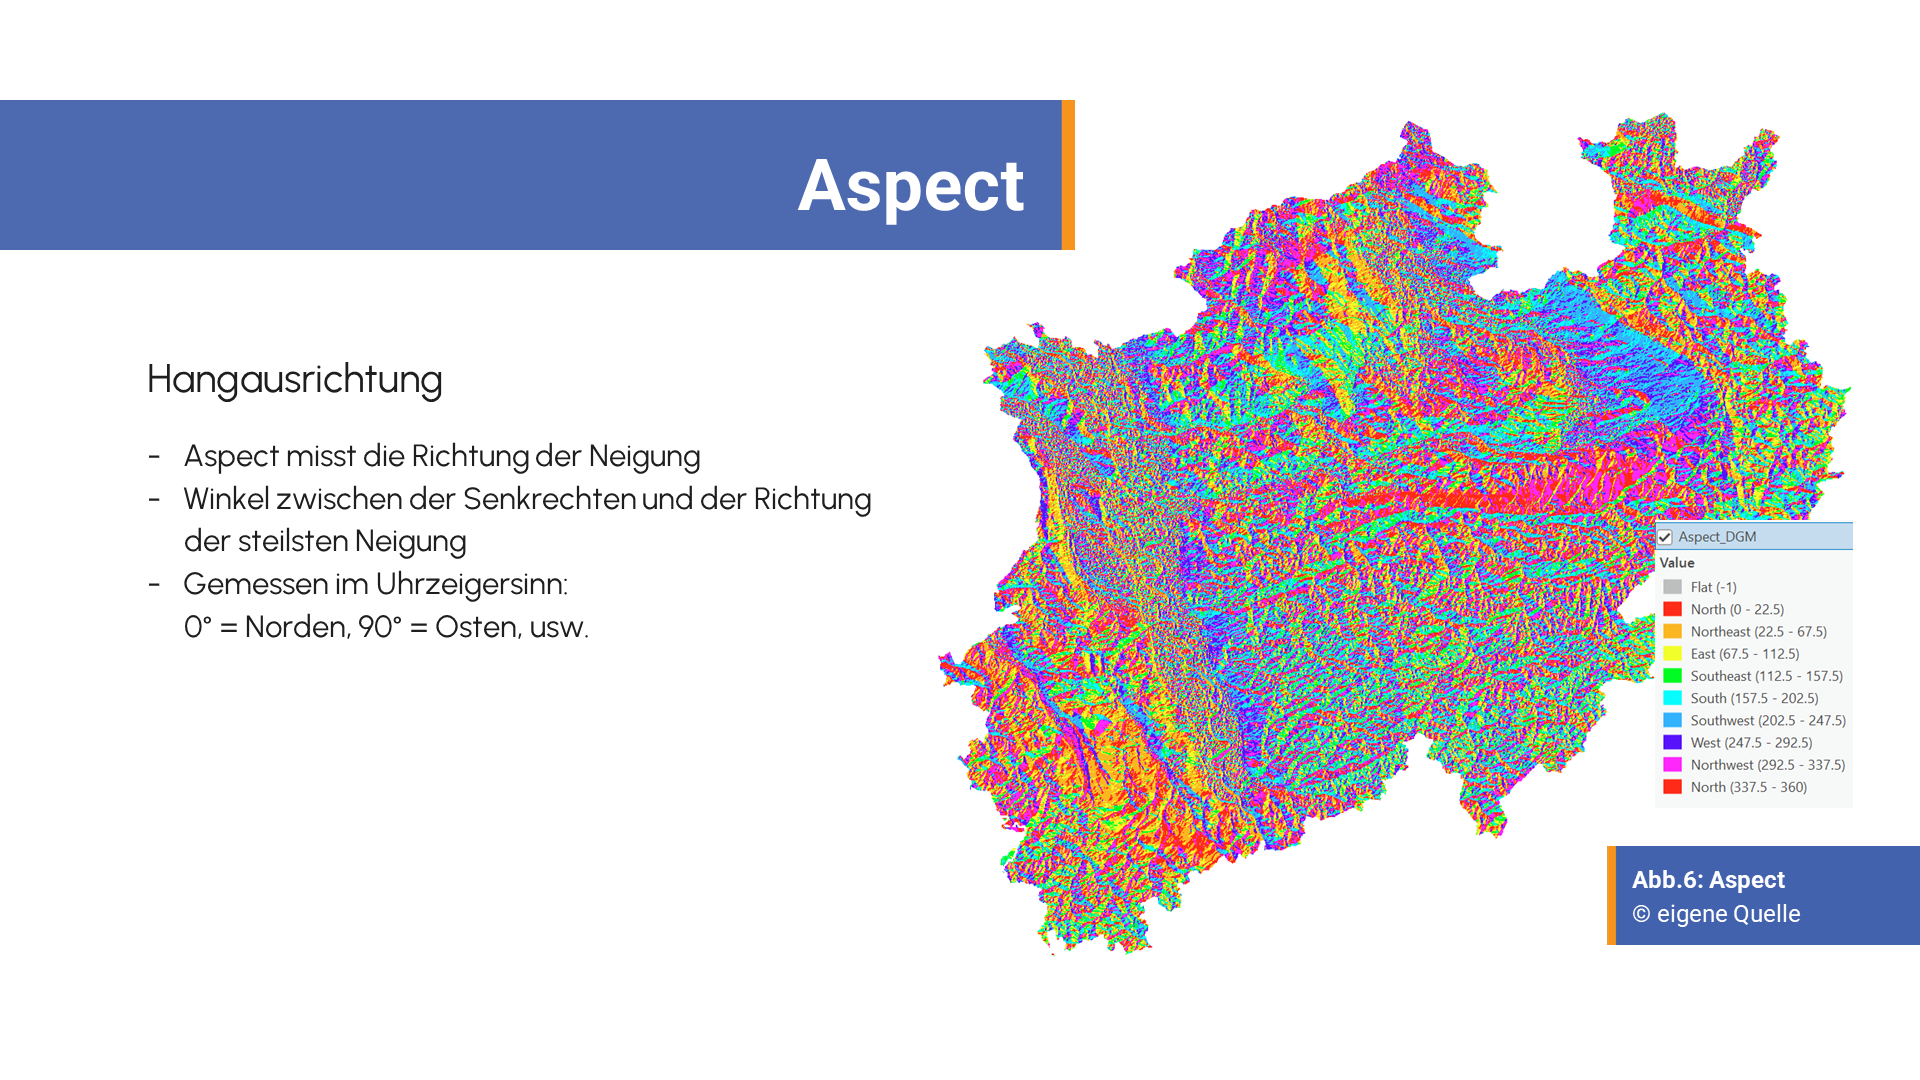 Aspect
Hangausrichtung
- Aspect misst die Richtung der Neigung
- Winkel zwischen der Senkrechten und der Richtung
der steilsten Neigung
- Gemessen im Uhrzeigersinn:
0° = Norden, 90° = Osten, usw.
Aspect_DGM
Value
Flat (-1)
North (0 - 22.5)
Northeast (22.5 - 67.5)
East (67.5 - 112.5)
Southeast (112.5 - 157.5)
South (157.5 - 202.5)
Southwest (202.5 - 247.5)
West (247.5 - 292.5)
Northwest (292.5 - 337.5)
North (337.5 - 360)
Abb.6: Aspect
© eigene Quelle